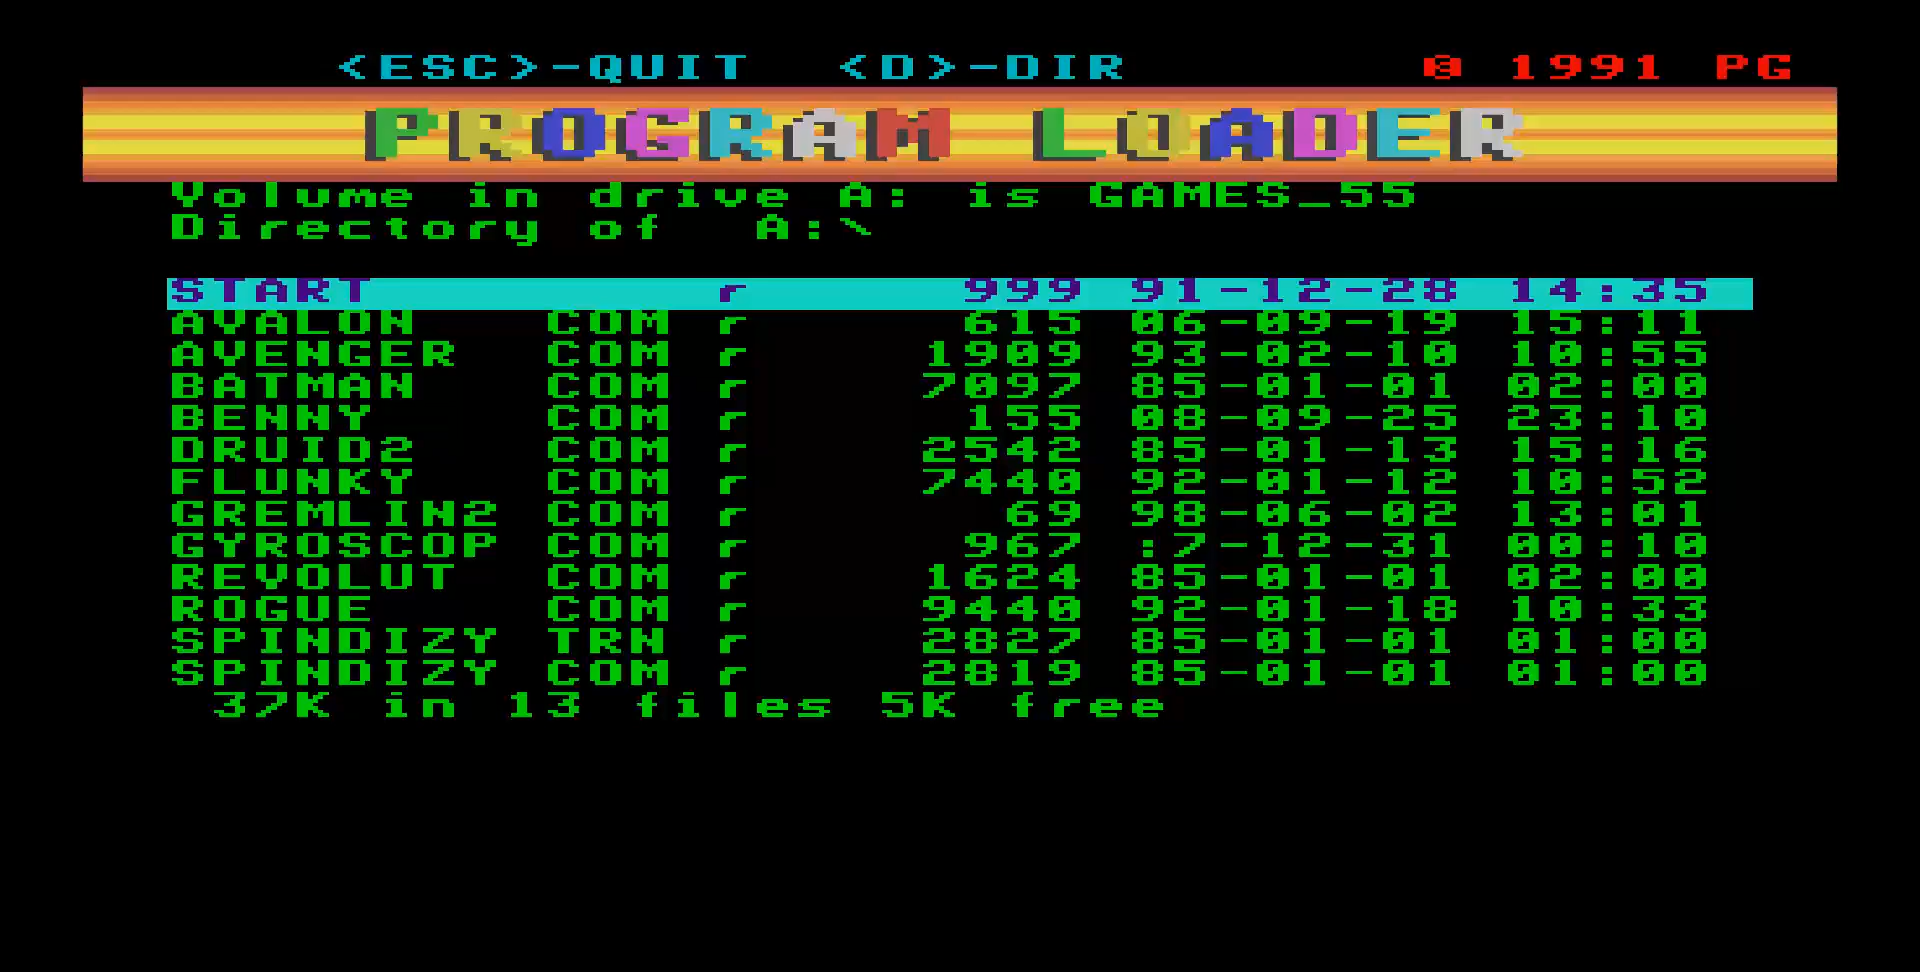 <ESC>-QUIT <D>-DIR © 1991 PG
PROGRAM LOADER
Volume in drive A: is GAMES_55
Directory of A:\
START r 999 91-12-28 14:35
AVALON COM r 615 06-09-19 15:11
AVENGER COM r 1909 93-02-10 10:55
BATMAN COM r 7097 85-01-01 02:00
BENNY COM r 155 08-09-25 23:10
DRUID2 COM r 2542 85-01-13 15:16
FLUNKY COM r 7440 92-01-12 10:52
GREMLIN2 COM r 69 98-06-02 13:01
GYROSCOP COM r 967 :7-12-31 00:10
REVOLUT COM r 1624 85-01-01 02:00
ROGUE COM r 9440 92-01-18 10:33
SPINDIZY TRN r 2827 85-01-01 01:00
SPINDIZY COM r 2819 85-01-01 01:00
37K in 13 files 5K free